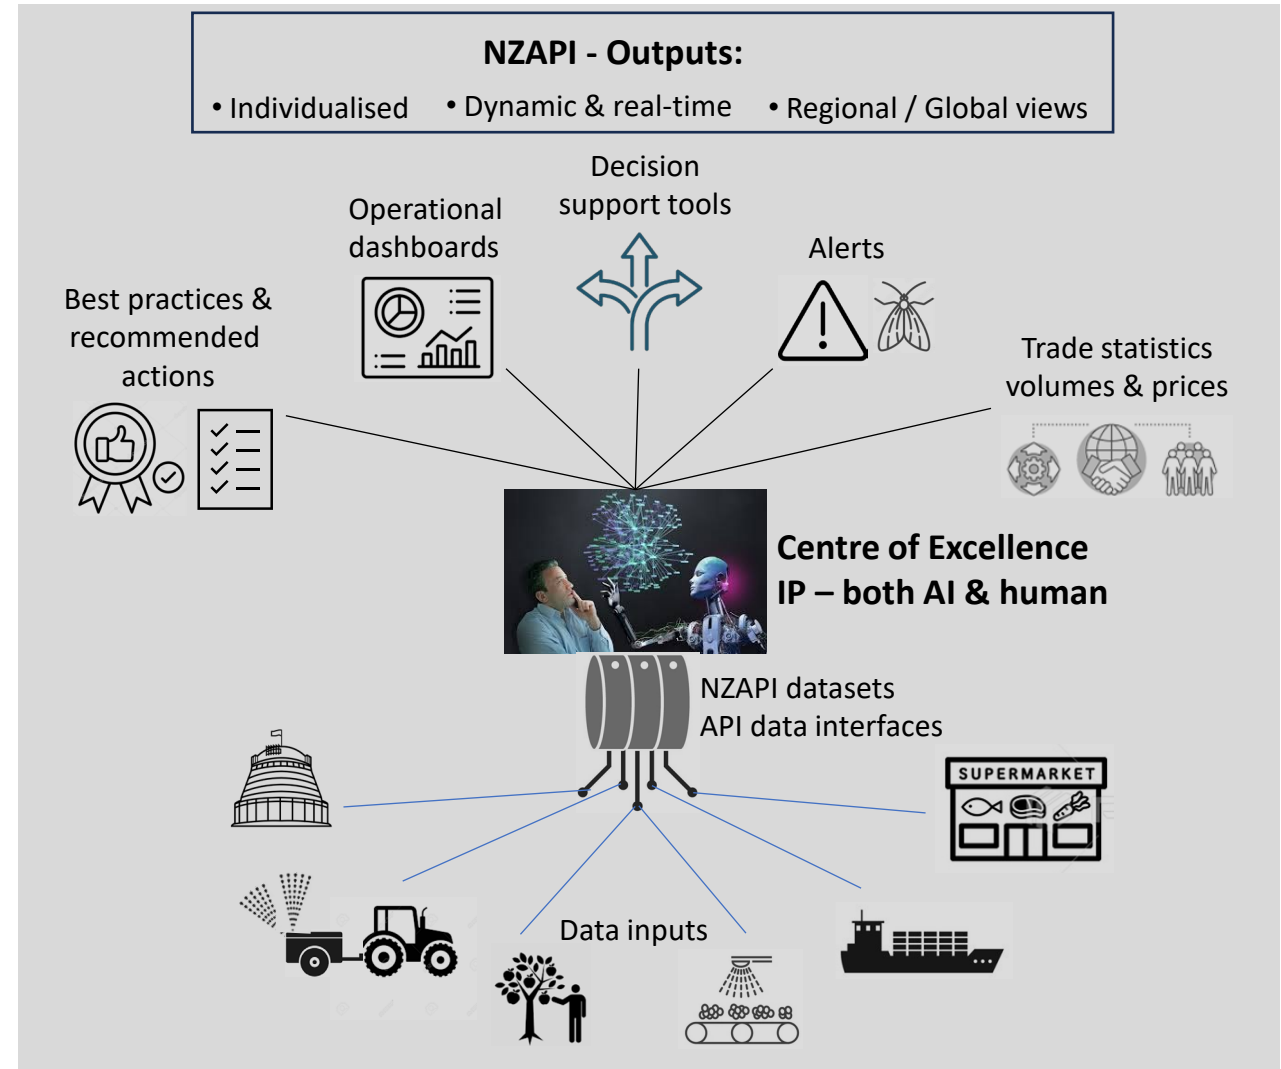 NZAPI - Outputs:
• Individualised • Dynamic & real-time • Regional / Global views
Decision
support tools
Operational
dashboards
Alerts
Best practices &
recommended
actions
Trade statistics
volumes & prices
Centre of Excellence
IP – both AI & human
NZAPI datasets
API data interfaces
SUPERMARKET
Data inputs